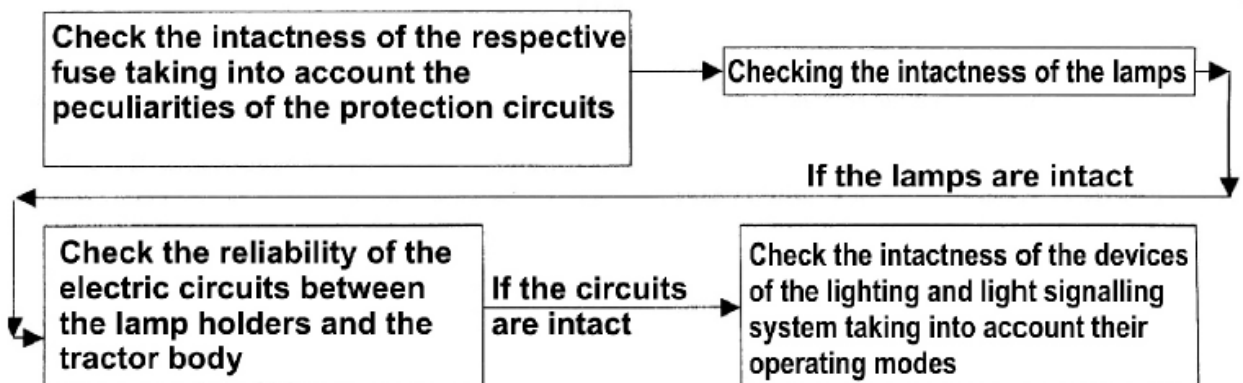 Check the intactness of the respective
fuse taking into account the
peculiarities of the protection circuits
Checking the intactness of the lamps
If the lamps are intact
Check the reliability of the
electric circuits between
the lamp holders and the
tractor body
If the circuits
are intact
Check the intactness of the devices
of the lighting and light signalling
system taking into account their
operating modes